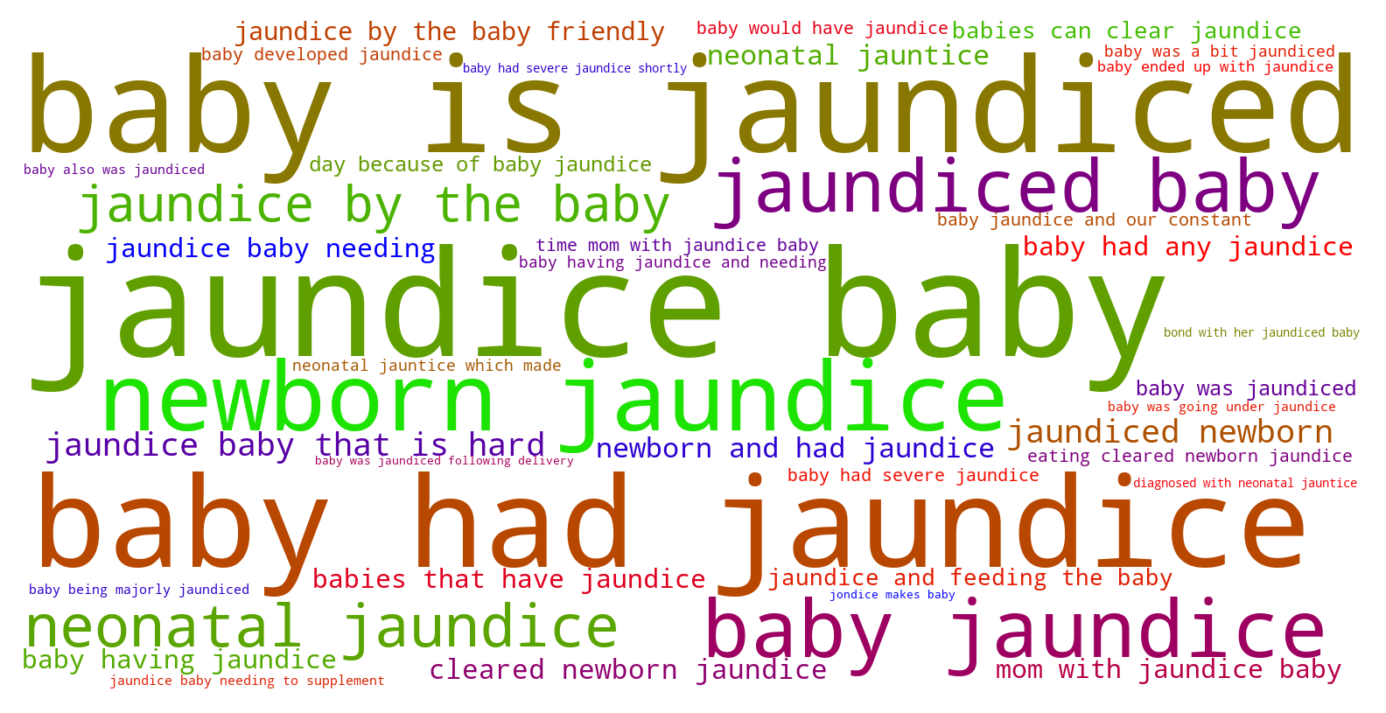 jaundice by the baby friendly
baby would have jaundice
babies can clear jaundice
baby developed jaundice
neonatal jauntice
baby was a bit jaundiced
baby had severe jaundice shortly
baby ended up with jaundice
baby is jaundiced
baby also was jaundiced
day because of baby jaundice
jaundiced baby
jaundice by the baby
baby jaundice and our constant
jaundice baby needing
time mom with jaundice baby
baby had any jaundice
baby having jaundice and needing
jaundice baby
bond with her jaundiced baby
neonatal jauntice which made
newborn jaundice
baby was jaundiced
baby was going under jaundice
jaundiced newborn
jaundice baby that is hard
newborn and had jaundice
eating cleared newborn jaundice
baby was jaundiced following delivery
baby had severe jaundice
diagnosed with neonatal jauntice
baby had jaundice
babies that have jaundice
jaundice and feeding the baby
baby being majorly jaundiced
jondice makes baby
neonatal jaundice
baby jaundice
baby having jaundice
cleared newborn jaundice
mom with jaundice baby
jaundice baby needing to supplement